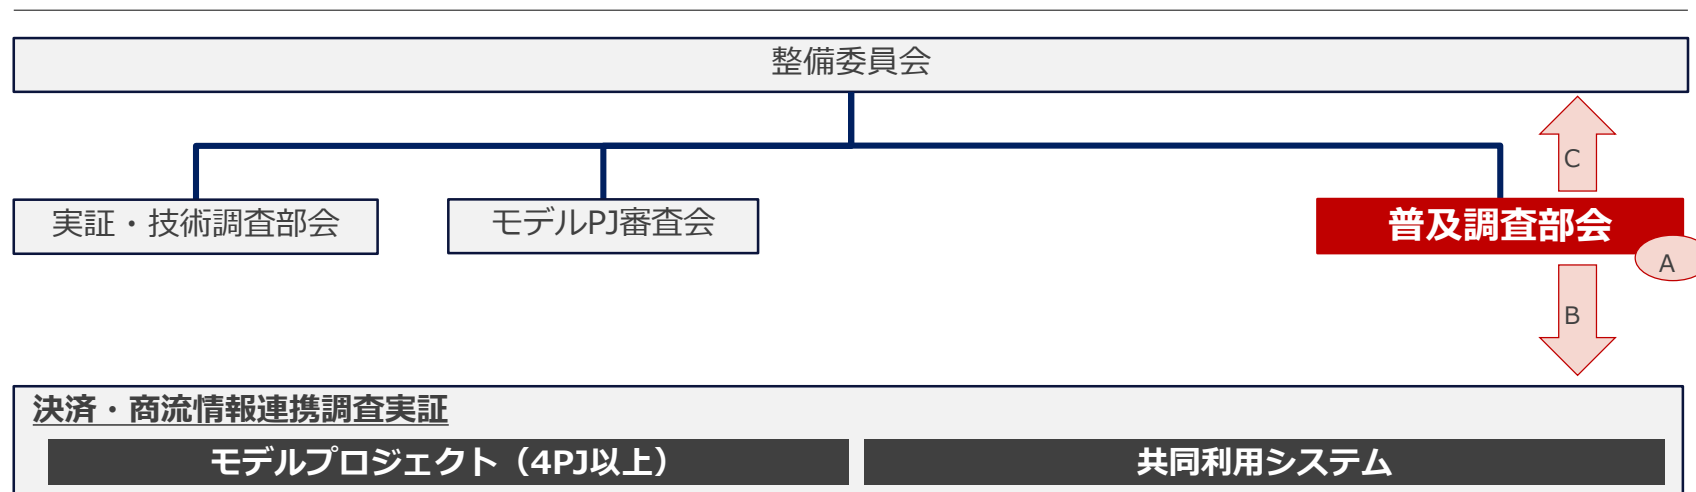 整備委員会
C
実証・技術調査部会
モデルPJ審査会
普及調査部会
A
B
決済・商流情報連携調査実証
モデルプロジェクト（4PJ以上）
共同利用システム